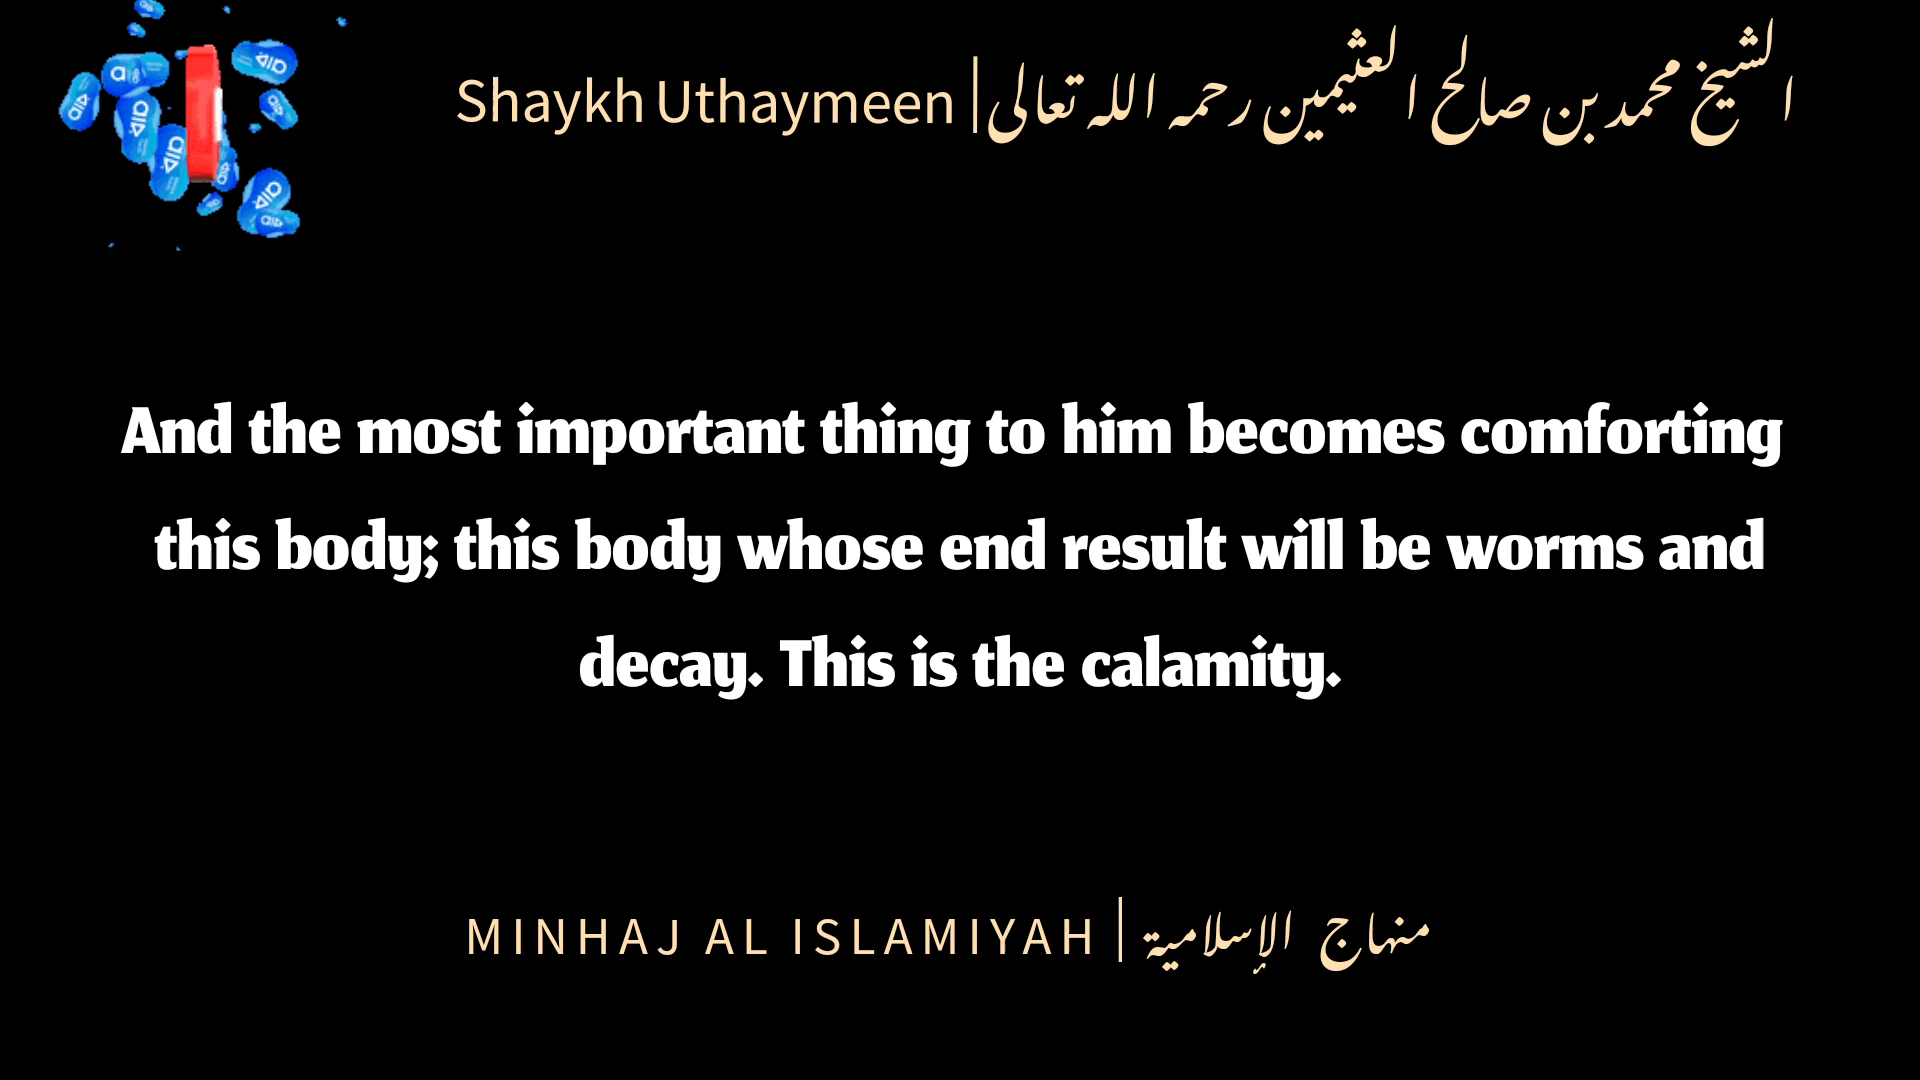 Shaykh Uthaymeen | الشيخ محمد بن صالح العثيمين رحمه الله تعالى
And the most important thing to him becomes comforting
this body; this body whose end result will be worms and
decay. This is the calamity.
MINHAJ AL ISLAMIYAH | منهاج الإسلامية